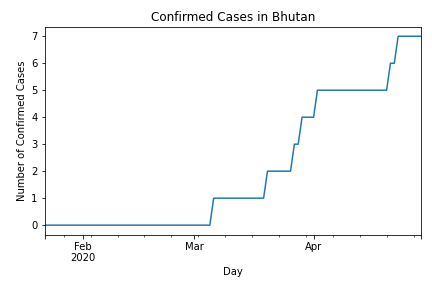 Confirmed Cases in Bhutan
Number of Confirmed Cases
7
6
5
4
3
2
1
0
Feb
2020
Mar
Apr
Day